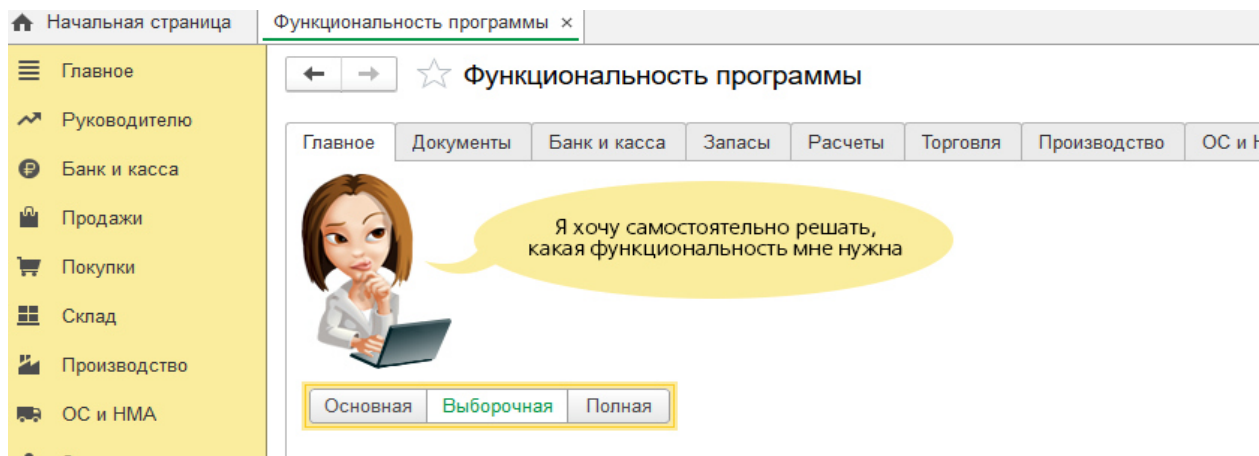 Начальная страница
Функциональность программы ×
Главное
Руководителю
Банк и касса
Продажи
Покупки
Склад
Производство
ОС и НМА
Функциональность программы
Главное Документы Банк и касса Запасы Расчеты Торговля Производство ОС и
Я хочу самостоятельно решать,
какая функциональность мне нужна
Основная Выборочная Полная